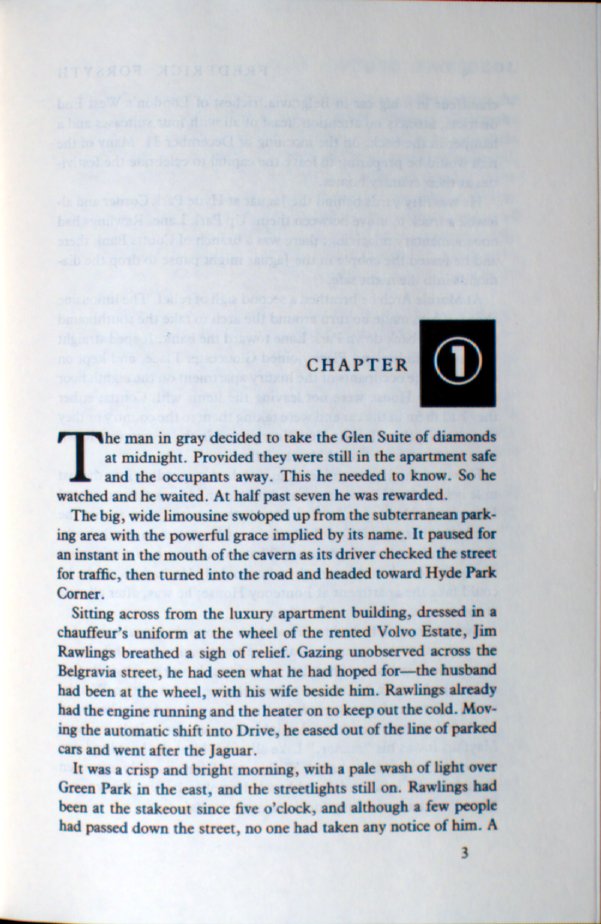 CHAPTER 1
The man in gray decided to take the Glen Suite of diamonds
at midnight. Provided they were still in the apartment safe
and the occupants away. This he needed to know. So he
watched and he waited. At half past seven he was rewarded.
The big, wide limousine swooped up from the subterranean park-
ing area with the powerful grace implied by its name. It paused for
an instant in the mouth of the cavern as its driver checked the street
for traffic, then turned into the road and headed toward Hyde Park
Corner.
Sitting across from the luxury apartment building, dressed in a
chauffeur's uniform at the wheel of the rented Volvo Estate, Jim
Rawlings breathed a sigh of relief. Gazing unobserved across the
Belgravia street, he had seen what he had hoped for—the husband
had been at the wheel, with his wife beside him. Rawlings already
had the engine running and the heater on to keep out the cold. Mov-
ing the automatic shift into Drive, he eased out of the line of parked
cars and went after the Jaguar.
It was a crisp and bright morning, with a pale wash of light over
Green Park in the east, and the streetlights still on. Rawlings had
been at the stakeout since five o'clock, and although a few people
had passed down the street, no one had taken any notice of him. A
3